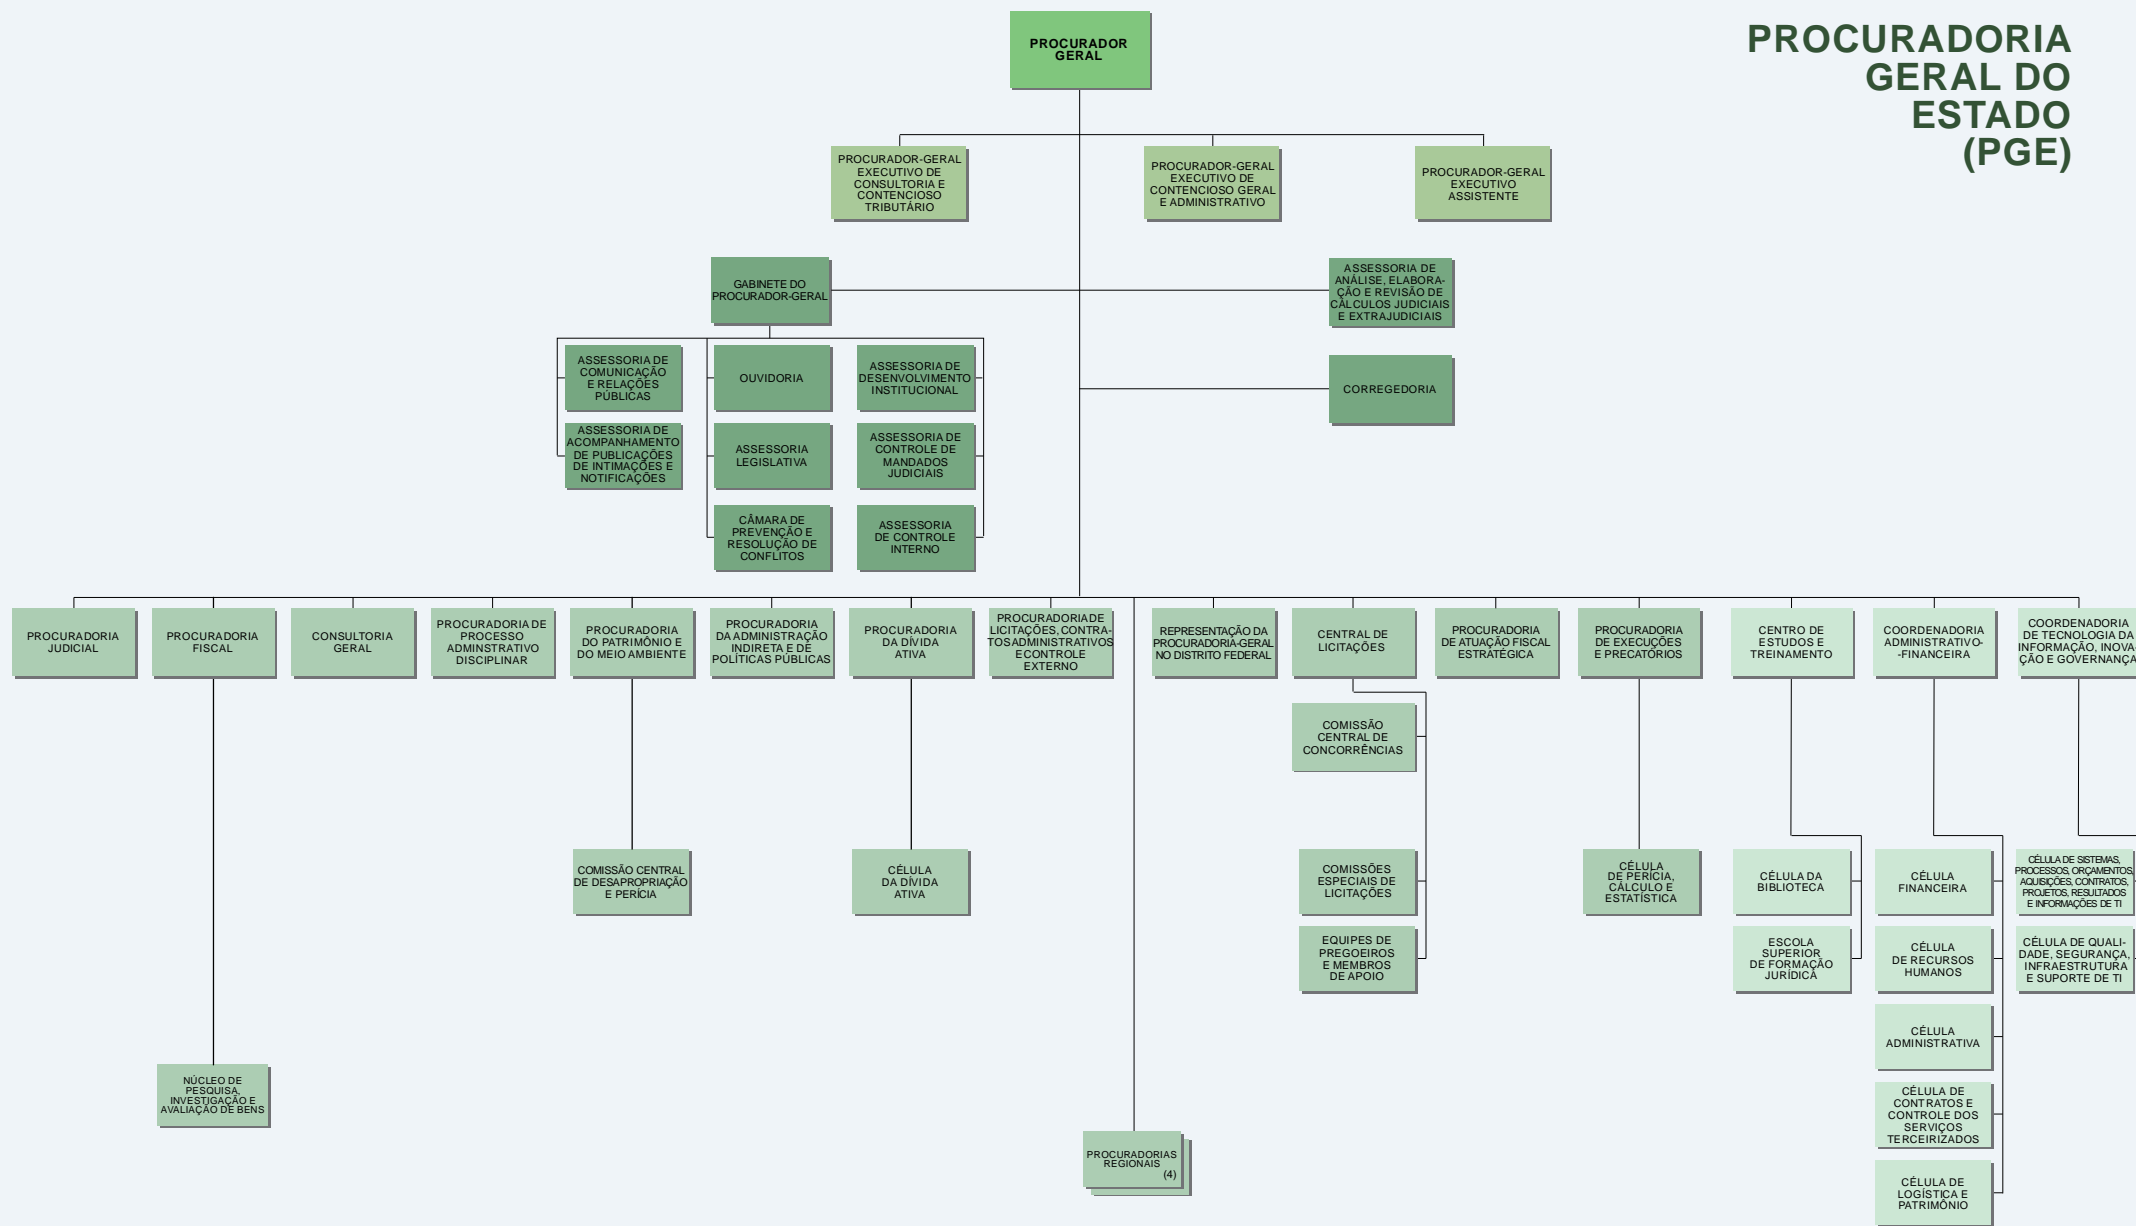 PROCURADORIA
GERAL DO
ESTADO
(PGE)
PROCURADOR
GERAL
PROCURADOR-GERAL
EXECUTIVO DE
CONSULTORIA E
CONTENCIOSO
TRIBUTÁRIO
PROCURADOR-GERAL
EXECUTIVO DE
CONTENCIOSO GERAL
E ADMINISTRATIVO
PROCURADOR-GERAL
EXECUTIVO
ASSISTENTE
GABINETE DO
PROCURADOR-GERAL
ASSESSORIA DE
ANÁLISE, ELABORA-
ÇÃO E REVISÃO DE
CÁLCULOS JUDICIAIS
E EXTRAJUDICIAIS
ASSESSORIA DE
COMUNICAÇÃO
E RELAÇÕES
PÚBLICAS
OUVIDORIA
ASSESSORIA DE
DESENVOLVIMENTO
INSTITUCIONAL
CORREGEDORIA
ASSESSORIA DE
ACOMPANHAMENTO
DE PUBLICAÇÕES
DE INTIMAÇÕES E
NOTIFICAÇÕES
ASSESSORIA
LEGISLATIVA
ASSESSORIA DE
CONTROLE DE
MANDADOS
JUDICIAIS
CÂMARA DE
PREVENÇÃO E
RESOLUÇÃO DE
CONFLITOS
ASSESSORIA
DE CONTROLE
INTERNO
PROCURADORIA
JUDICIAL
PROCURADORIA
FISCAL
CONSULTORIA
GERAL
PROCURADORIA DE
PROCESSO
ADMINSTRATIVO
DISCIPLINAR
PROCURADORIA
DO PATRIMÔNIO E
DO MEIO AMBIENTE
PROCURADORIA
DA ADMINISTRAÇÃO
INDIRETA E DE
POLÍTICAS PÚBLICAS
PROCURADORIA
DA DÍVIDA
ATIVA
PROCURADORIA DE
LICITAÇÕES, CONTRA-
TOS ADMINISTRATIVOS
E CONTROLE
EXTERNO
REPRESENTAÇÃO DA
PROCURADORIA-GERAL
NO DISTRITO FEDERAL
CENTRAL DE
LICITAÇÕES
PROCURADORIA
DE ATUAÇÃO FISCAL
ESTRATÉGICA
PROCURADORIA
DE EXECUÇÕES
E PRECATÓRIOS
CENTRO DE
ESTUDOS E
TREINAMENTO
COORDENADORIA
ADMINISTRATIVO-
-FINANCEIRA
COORDENADORIA
DE TECNOLOGIA DA
INFORMAÇÃO, INOVA-
ÇÃO E GOVERNANÇA
COMISSÃO
CENTRAL DE
CONCORRÊNCIAS
COMISSÃO CENTRAL
DE DESAPROPRIAÇÃO
E PERÍCIA
CÉLULA
DA DÍVIDA
ATIVA
COMISSÕES
ESPECIAIS DE
LICITAÇÕES
CÉLULA
DE PERÍCIA,
CÁLCULO E
ESTATÍSTICA
CÉLULA DA
BIBLIOTECA
CÉLULA
FINANCEIRA
CÉLULA DE SISTEMAS,
PROCESSOS, ORÇAMENTOS,
AQUISIÇÕES, CONTRATOS,
PROJETOS, RESULTADOS
E INFORMAÇÕES DE TI
EQUIPES DE
PREGOEIROS
E MEMBROS
DE APOIO
ESCOLA
SUPERIOR
DE FORMAÇÃO
JURÍDICA
CÉLULA
DE RECURSOS
HUMANOS
CÉLULA DE QUALI-
DADE, SEGURANÇA,
INFRAESTRUTURA
E SUPORTE DE TI
CÉLULA
ADMINISTRATIVA
NÚCLEO DE
PESQUISA,
INVESTIGAÇÃO E
AVALIAÇÃO DE BENS
CÉLULA DE
CONTRATOS E
CONTROLE DOS
SERVIÇOS
TERCEIRIZADOS
PROCURADORIAS
REGIONAIS
(4)
CÉLULA DE
LOGÍSTICA E
PATRIMÔNIO